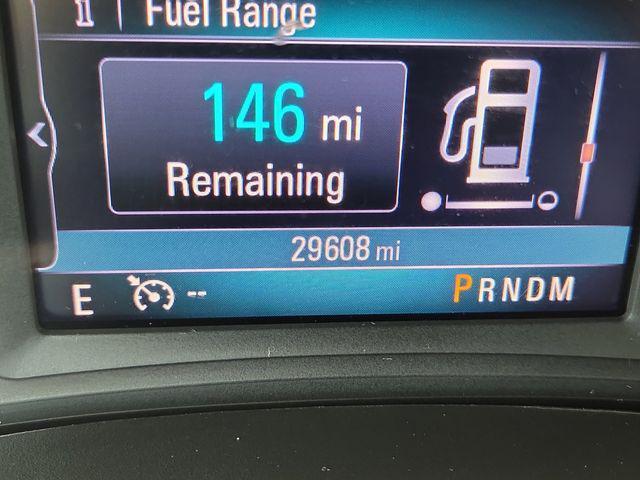 i | Fuel Range
146 mi
Remaining
29608 mi
E -- PRNDM